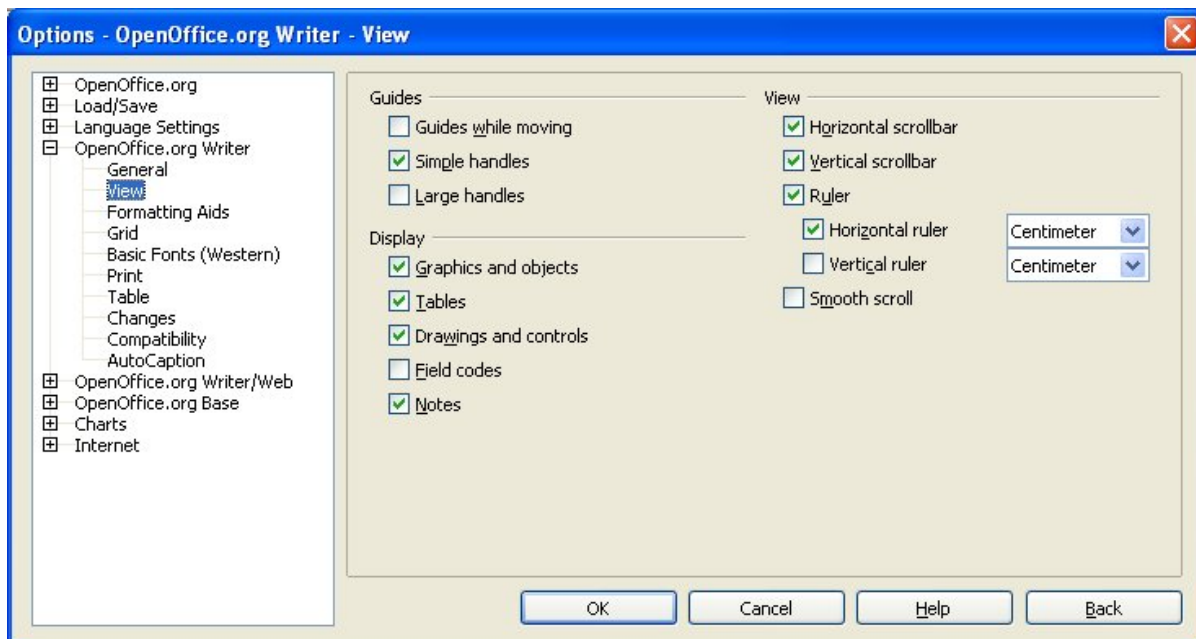 Options - OpenOffice.org Writer - View
OpenOffice.org
Load/Save
Language Settings
OpenOffice.org Writer
General
View
Formatting Aids
Grid
Basic Fonts (Western)
Print
Table
Changes
Compatibility
AutoCaption
OpenOffice.org Writer/Web
OpenOffice.org Base
Charts
Internet
Guides
Guides while moving
Simple handles
Large handles
Display
Graphics and objects
Tables
Drawings and controls
Field codes
Notes
View
Horizontal scrollbar
Vertical scrollbar
Ruler
Horizontal ruler Centimeter
Vertical ruler Centimeter
Smooth scroll
OK Cancel Help Back